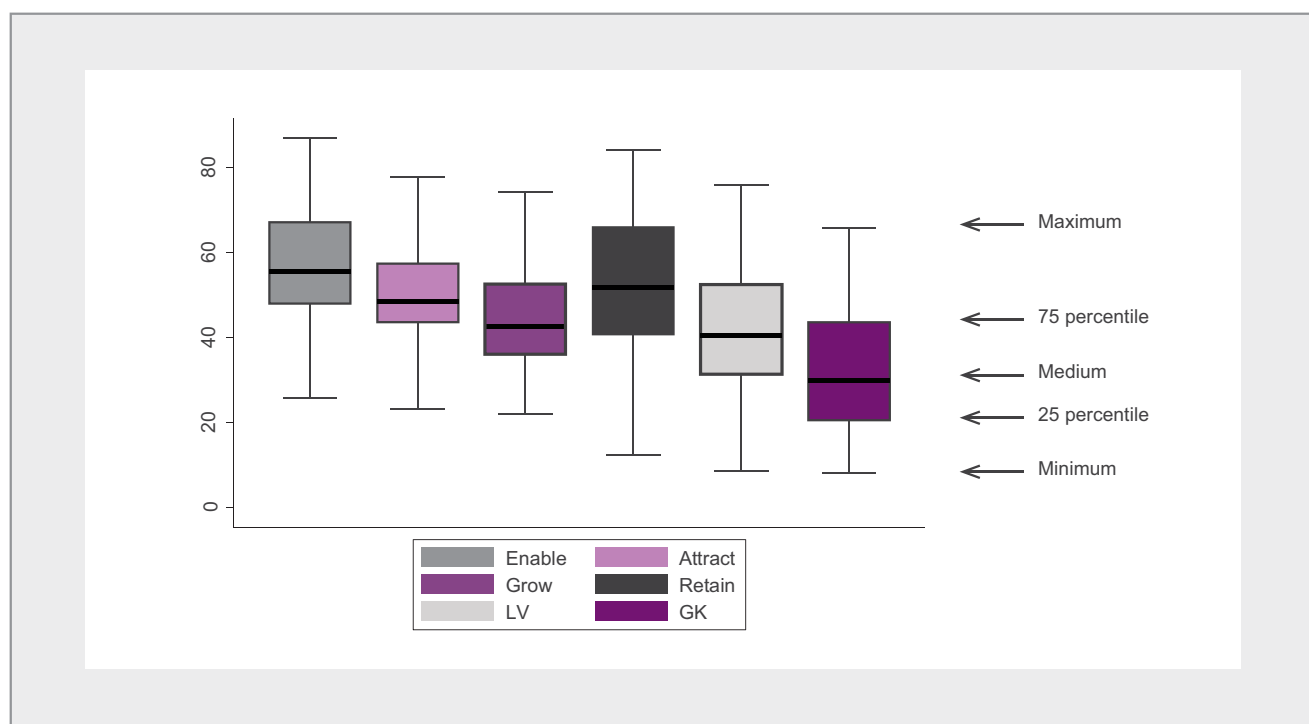 80
60
40
20
0
Maximum
75 percentile
Medium
25 percentile
Minimum
Enable Attract
Grow Retain
LV GK